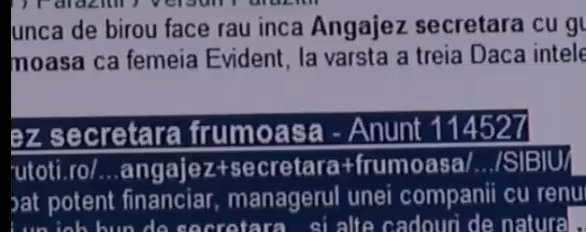 ) Parazitii / Versuri Parazitii
unca de birou face rau inca Angajez secretara cu gu
moasa ca femeia Evident, la varsta a treia Daca intele
ez secretara frumoasa - Anunt 114527
utoti.ro/...angajez+secretara+frumoasa/.../SIBIU/
bat potent financiar, managerul unei companii cu renu
un job bun de secretara si alte cadouri de natura